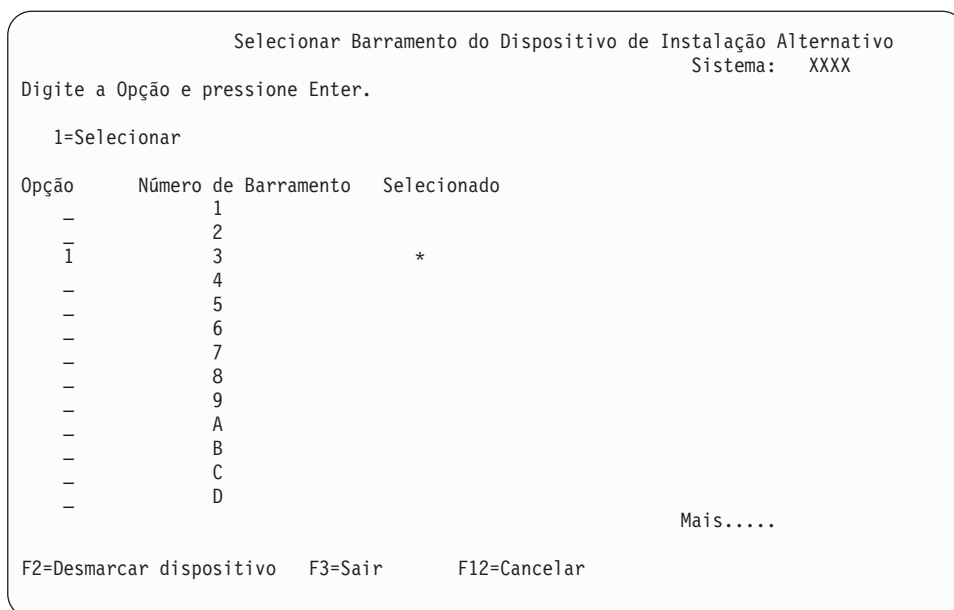 Selecionar Barramento do Dispositivo de Instalação Alternativo
Sistema: XXXX
Digite a Opção e pressione Enter.
1=Selecionar
Opção Número de Barramento Selecionado
_ 1
_ 2
1 3 *
_ 4
_ 5
_ 6
_ 7
_ 8
_ 9
_ A
_ B
_ C
_ D
Mais.....
F2=Desmarcar dispositivo F3=Sair F12=Cancelar